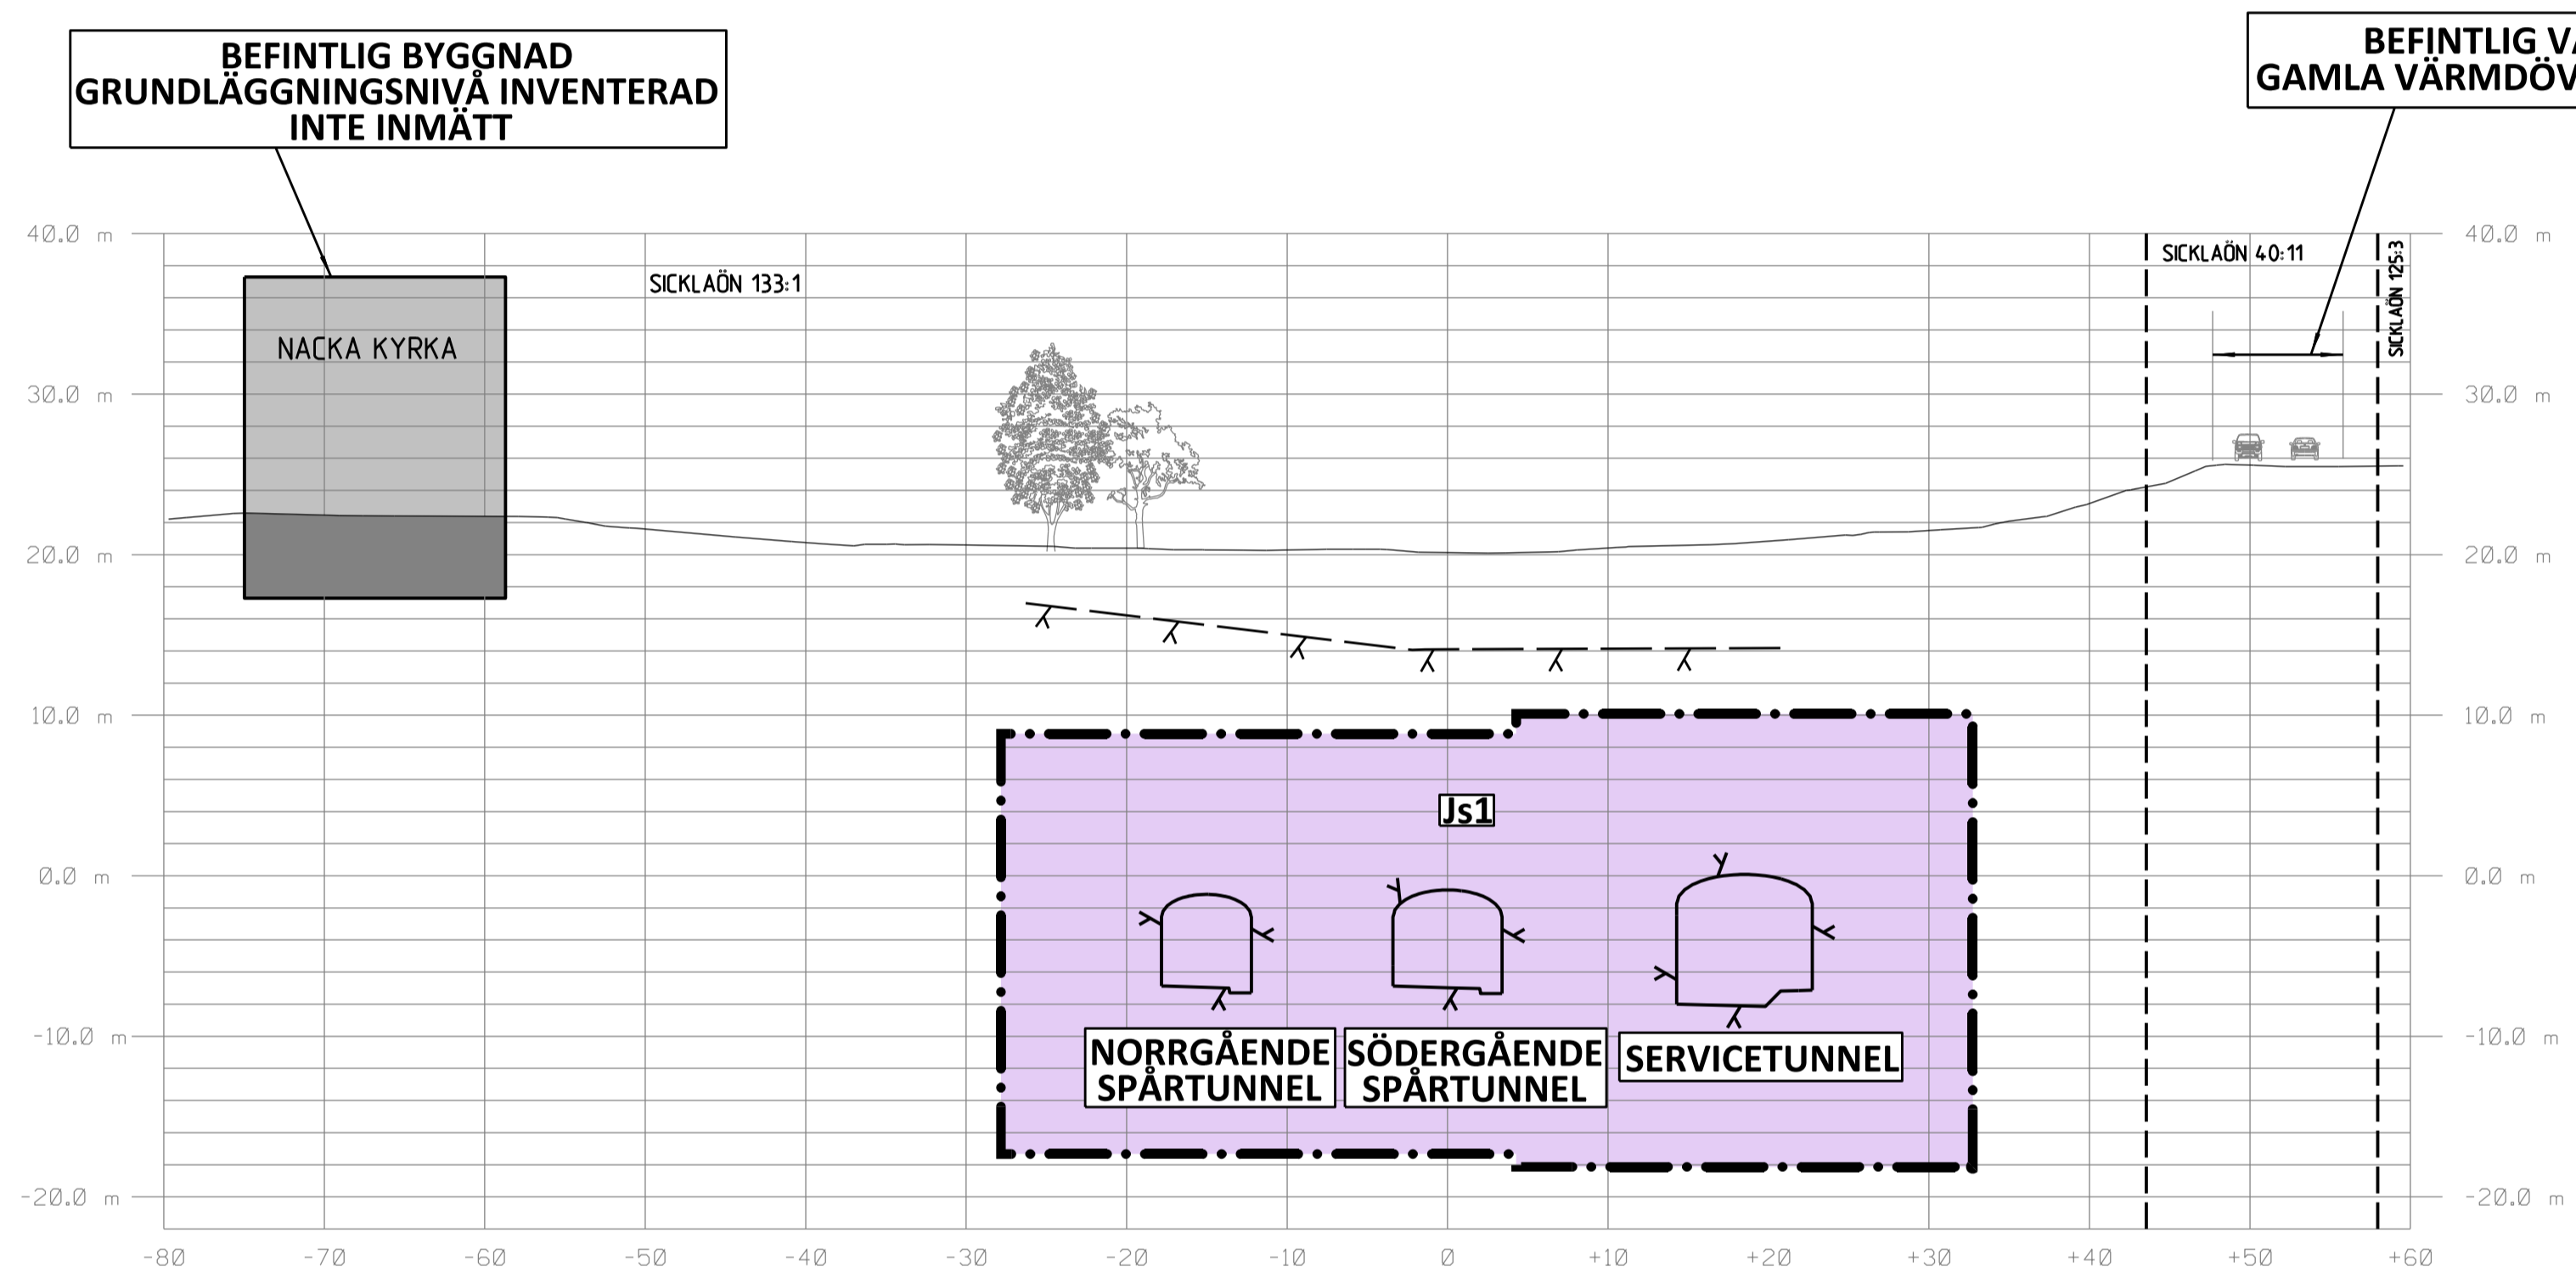 BEFINTLIG BYGGNAD
GRUNDLÄGGNINGSNIVÅ INVENTERAD
INTE INMÄTT
BEFINTLIG
GAMLA
40.0 m
40.0 m
SICKLAÖN 133:1
SICKLAÖN 40:11
SICKLAÖN 125:3
NACKA KYRKA
30.0 m
30.0 m
20.0 m
20.0 m
10.0 m
10.0 m
Js1
0.0 m
0.0 m
-10.0 m
-10.0 m
NORRGÅENDE
SPÅRTUNNEL
SÖDERGÅENDE
SPÅRTUNNEL
SERVICETUNNEL
-20.0 m
-20.0 m
-80 -70 -60 -50 -40 -30 -20 -10 0 +10 +20 +30 +40 +50 +60